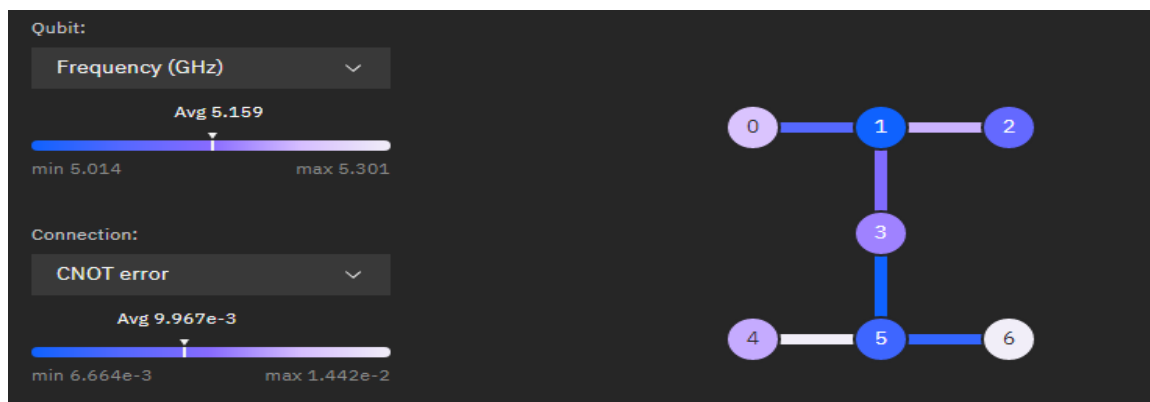 Qubit:
Frequency (GHz)
Avg 5.159
min 5.014 max 5.301
Connection:
CNOT error
Avg 9.967e-3
min 6.664e-3 max 1.442e-2
0 1 2
3
4 5 6